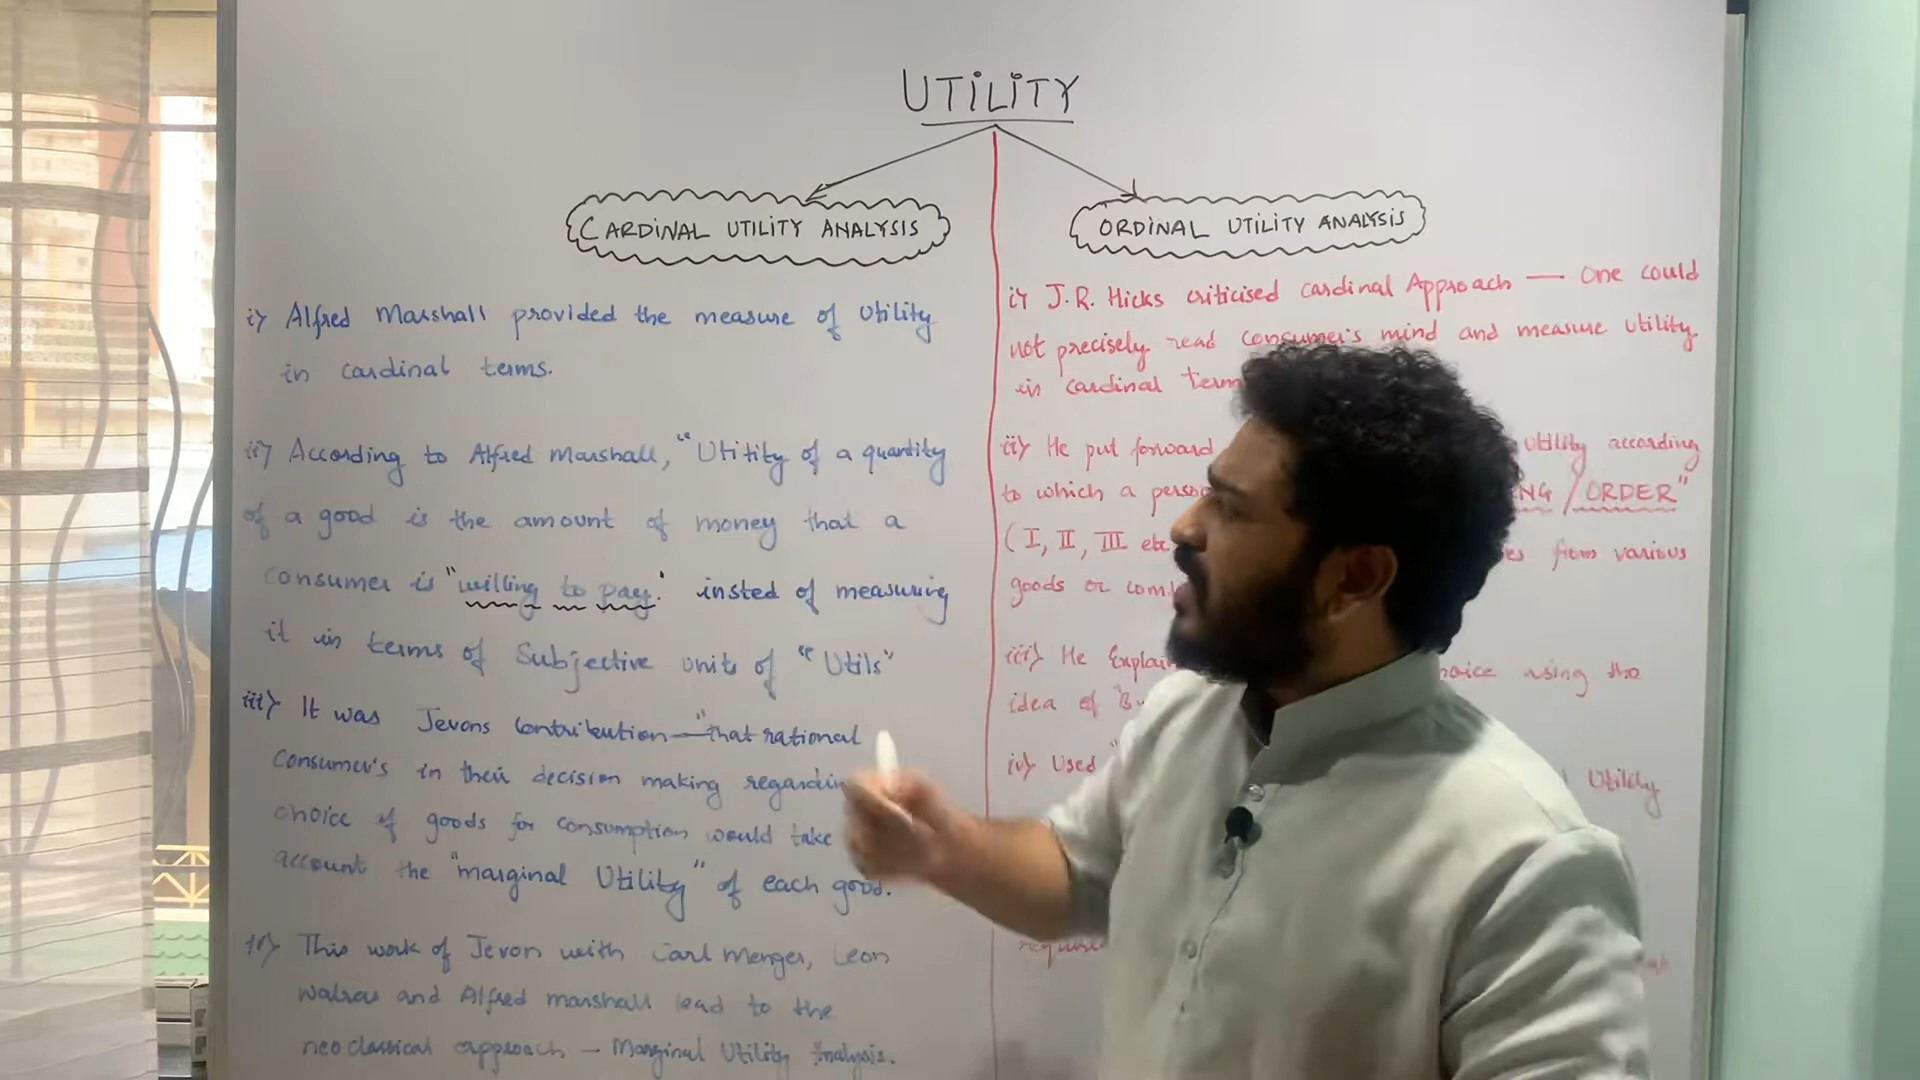 UTILITY
CARDINAL UTILITY ANALYSIS
i) Alfred Marshall provided the measure of Utility
in cardinal terms.
ii) According to Alfred Marshall, "Utitity of a quantity
of a good is the amount of money that a
consumer is "willing to pay." insted of measuring
it in terms of Subjective unit of "Utils"
iii) It was Jevons Contribution—"that rational
Consumer's in their decision making regarding
choice of goods for consumption would take
account the "marginal Utility" of each good.
iv) This work of Jevon with Carl Menger, Leon
Walras and Alfred marshall lead to the
neoclassical approach – Marginal Utility Analysis.
ORDINAL UTILITY ANALYSIS
i) J.R. Hicks criticised cardinal Approach — One could
not precisely read consumer's mind and measure utility
in cardinal
ii) He put forward Utility according
to which a /ORDER"
(I, II, III etc from various
goods or
iii) He using the
idea of
iv) Used Utility